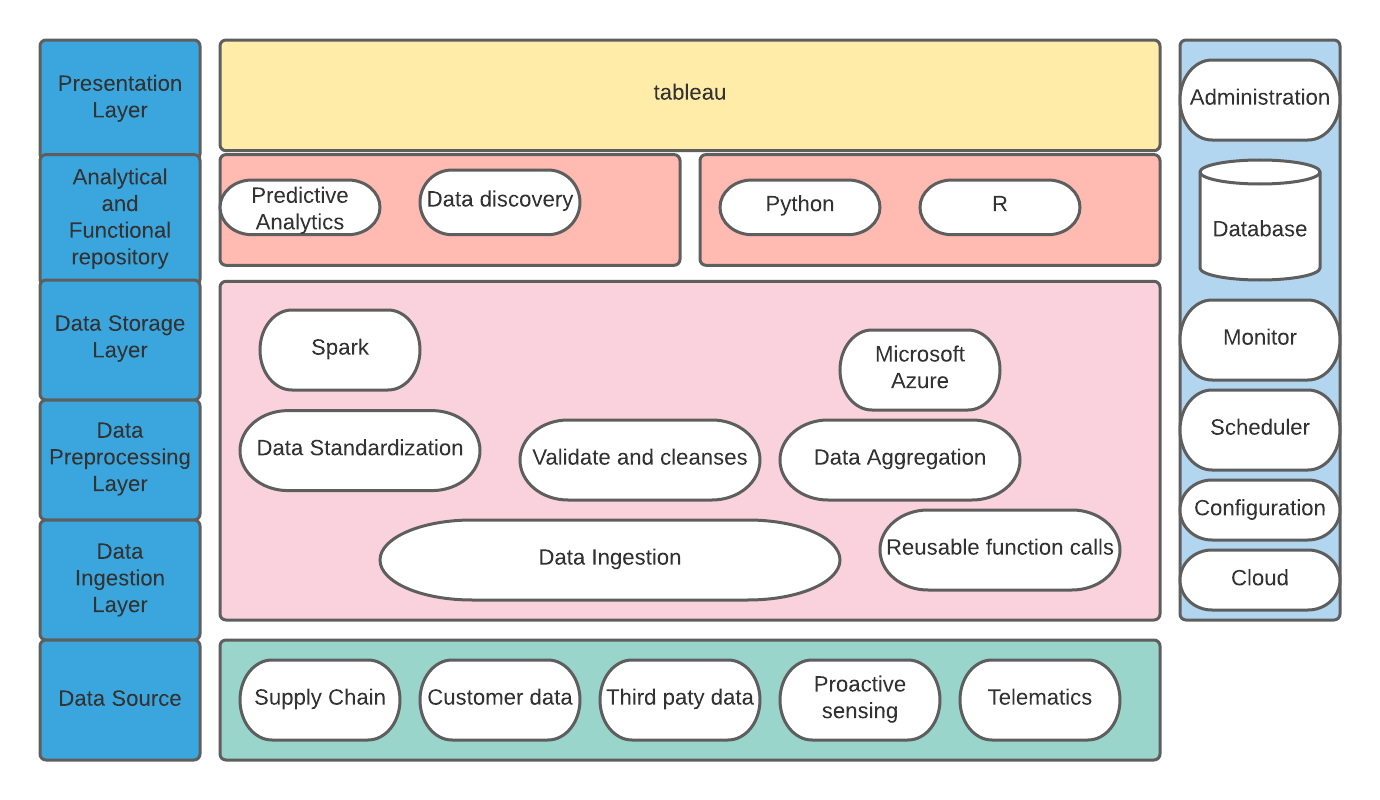 Presentation
Layer
tableau
Administration
Analytical
and
Functional
repository
Predictive
Analytics
Data discovery
Python
R
Database
Data Storage
Layer
Spark
Microsoft
Azure
Monitor
Data
Preprocessing
Layer
Data Standardization
Validate and cleanses
Data Aggregation
Scheduler
Data
Ingestion
Layer
Data Ingestion
Reusable function calls
Configuration
Cloud
Data Source
Supply Chain
Customer data
Third paty data
Proactive
sensing
Telematics